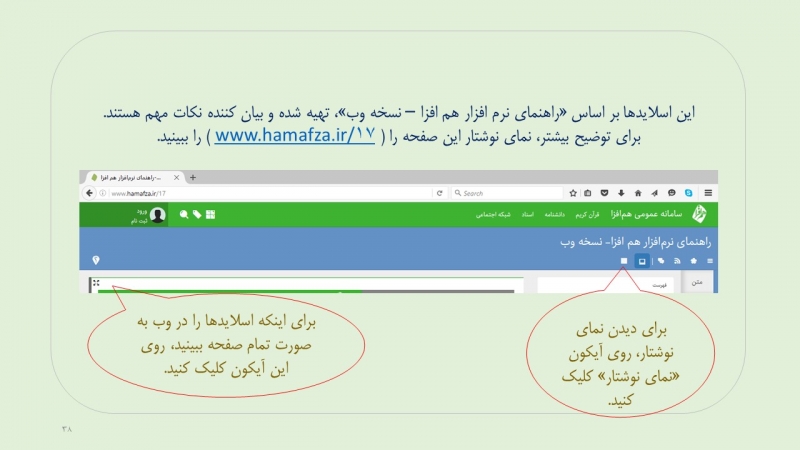 این اسلایدها بر اساس «راهنمای نرم افزار هم افزا – نسخه وب»، تهیه شده و بیان کننده نکات مهم هستند.
برای توضیح بیشتر، نمای نوشتار این صفحه را ( www.hamafza.ir/۱۷ ) را ببینید.
راهنمای نرم‌افزار هم افزا-...
www.hamafza.ir/17
Search
سامانه عمومی هم‌افزا قرآن کریم دانشنامه اسناد شبکه اجتماعی
ورود
ثبت نام
راهنمای نرم‌افزار هم افزا- نسخه وب
متن
فهرست
برای دیدن نمای
نوشتار، روی آیکون
«نمای نوشتار» کلیک
کنید.
برای اینکه اسلایدها را در وب به
صورت تمام صفحه ببینید، روی
این آیکون کلیک کنید.
۳۸